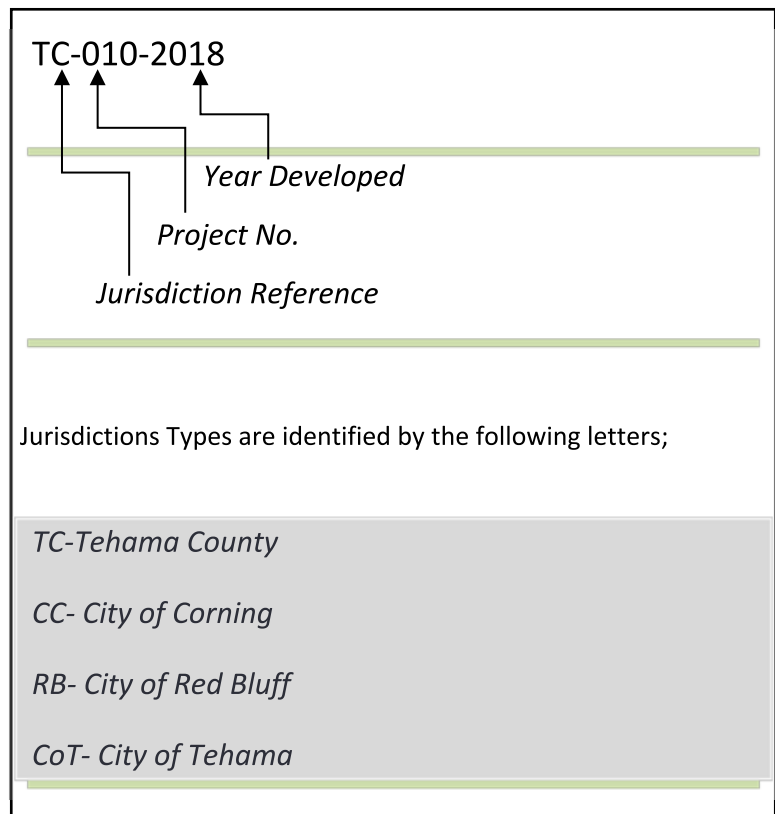 TC-010-2018
Year Developed
Project No.
Jurisdiction Reference
Jurisdictions Types are identified by the following letters;
TC-Tehama County
CC- City of Corning
RB- City of Red Bluff
CoT- City of Tehama